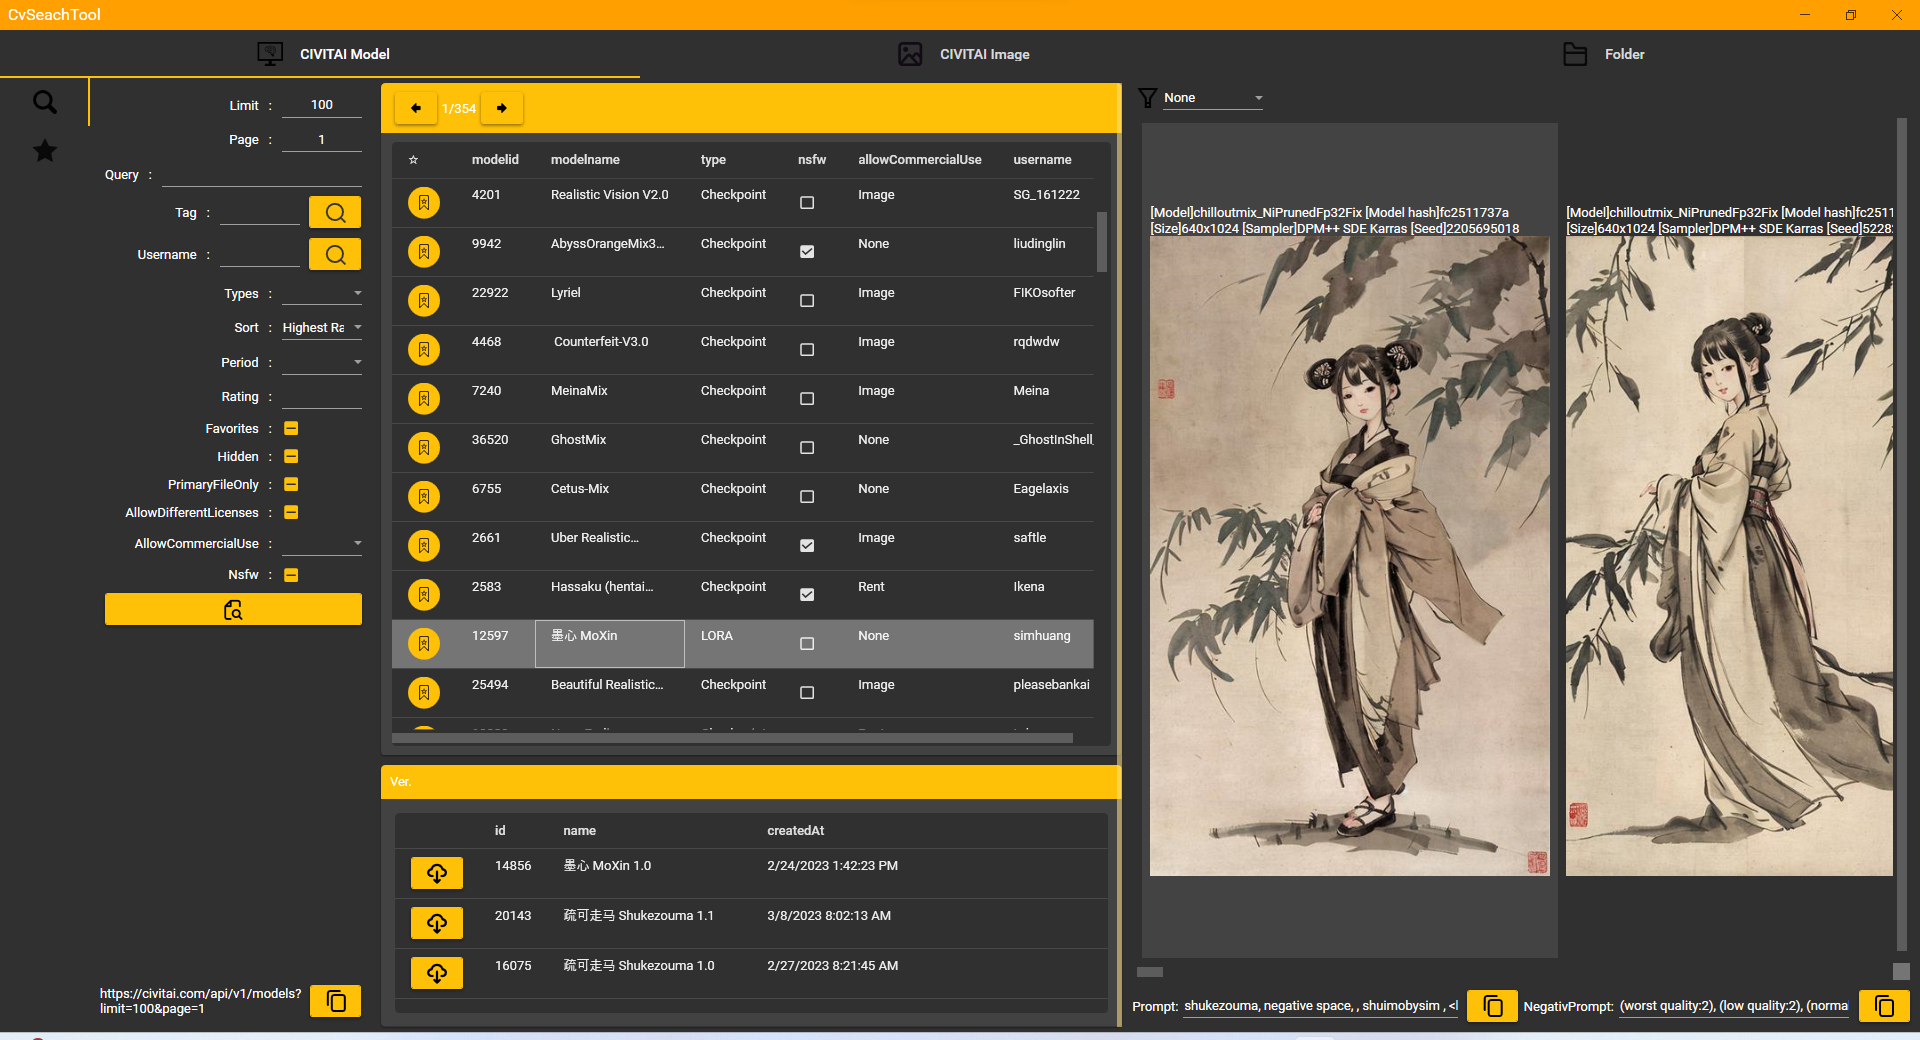 CvSeachTool
CIVITAI Model
CIVITAI Image
Folder
Limit : 100
Page : 1
Query :
Tag :
Username :
Types :
Sort : Highest Ra
Period :
Rating :
Favorites :
Hidden :
PrimaryFileOnly :
AllowDifferentLicenses :
AllowCommercialUse :
Nsfw :
https://civitai.com/api/v1/models?
limit=100&page=1
1/354
☆ modelid modelname type nsfw allowCommercialUse username
4201 Realistic Vision V2.0 Checkpoint Image SG_161222
9942 AbyssOrangeMix3... Checkpoint None liudinglin
22922 Lyriel Checkpoint Image FIKOsofter
4468 Counterfeit-V3.0 Checkpoint Image rqdwdw
7240 MeinaMix Checkpoint Image Meina
36520 GhostMix Checkpoint None _GhostInShell_
6755 Cetus-Mix Checkpoint None Eagelaxis
2661 Uber Realistic... Checkpoint Image saftle
2583 Hassaku (hentai... Checkpoint Rent Ikena
12597 墨心 MoXin LORA None simhuang
25494 Beautiful Realistic... Checkpoint Image pleasebankai
Ver.
id name createdAt
14856 墨心 MoXin 1.0 2/24/2023 1:42:23 PM
20143 疏可走马 Shukezouma 1.1 3/8/2023 8:02:13 AM
16075 疏可走马 Shukezouma 1.0 2/27/2023 8:21:45 AM
None
[Model]chilloutmix_NiPrunedFp32Fix [Model hash]fc2511737a
[Size]640x1024 [Sampler]DPM++ SDE Karras [Seed]2205695018
[Model]chilloutmix_NiPrunedFp32Fix [Model hash]fc2511
[Size]640x1024 [Sampler]DPM++ SDE Karras [Seed]5228
Prompt: shukezouma, negative space, , shuimobysim , <l
NegativPrompt: (worst quality:2), (low quality:2), (norma